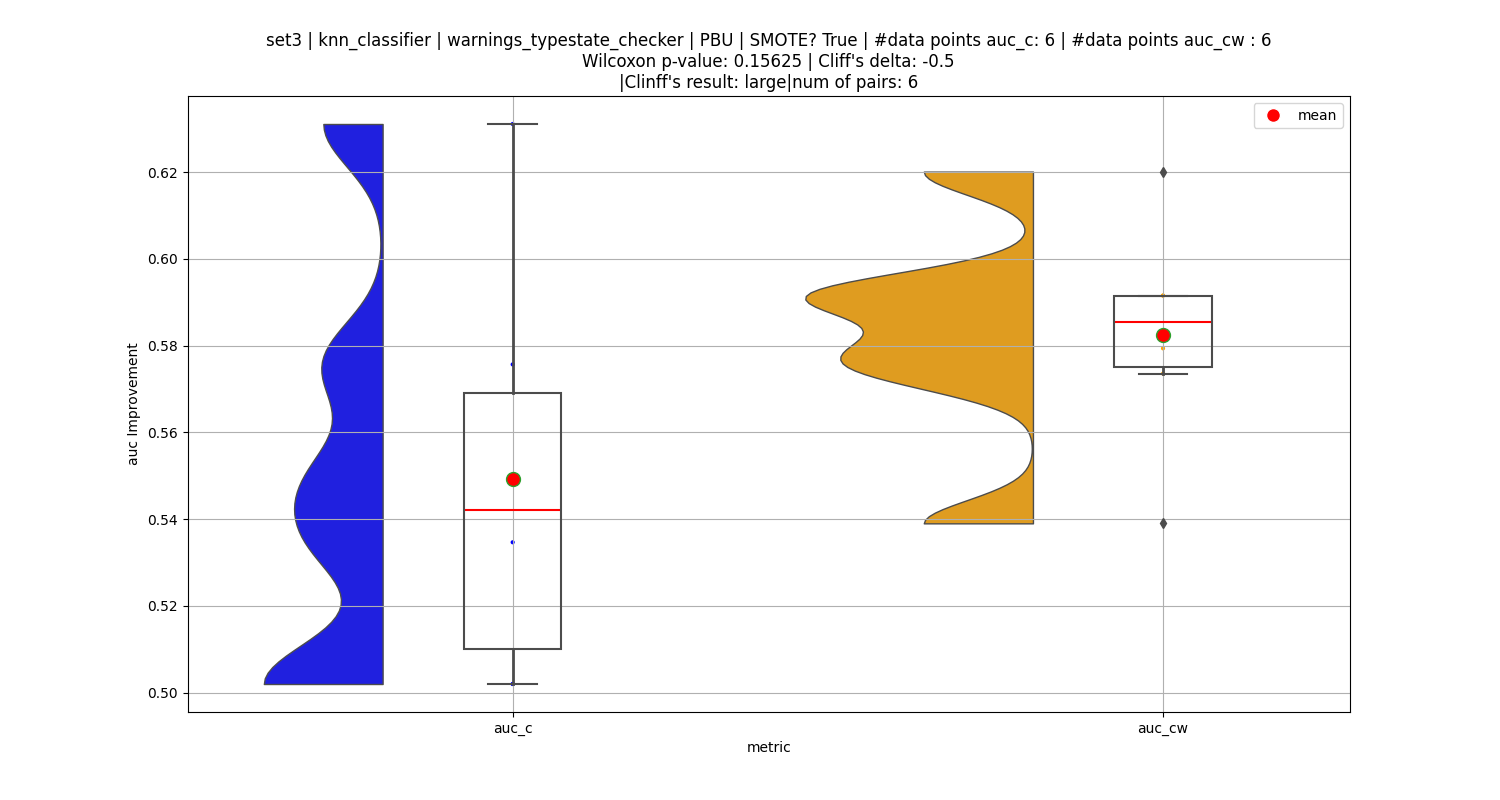 set3 | knn_classifier | warnings_typestate_checker | PBU | SMOTE? True | #data points auc_c: 6 | #data points auc_cw : 6
Wilcoxon p-value: 0.15625 | Cliff's delta: -0.5
|Clinff's result: large|num of pairs: 6
mean
0.62
0.60
0.58
0.56
0.54
0.52
0.50
auc Improvement
auc_c
auc_cw
metric